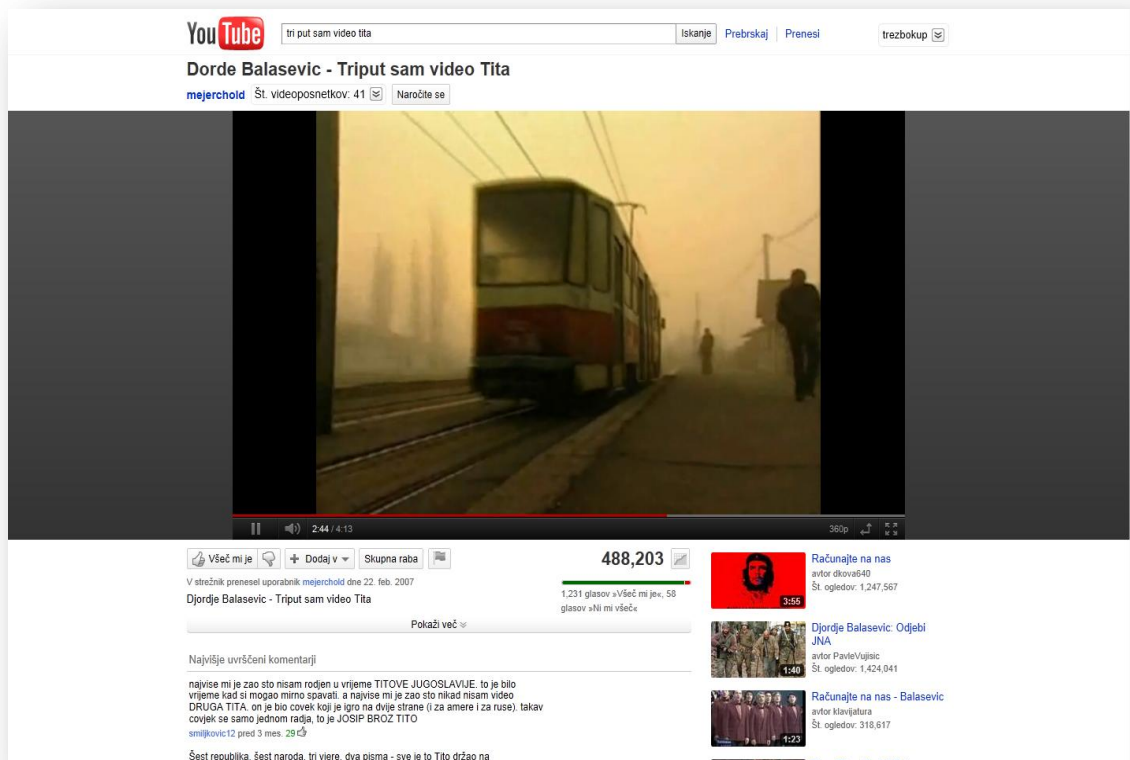 You Tube
tri put sam video tita
Iskanje
Prebrskaj
Prenesi
trezbokup
Dorde Balasevic - Triput sam video Tita
mejerchold Št. videoposnetkov: 41
Naročite se
2:44 / 4:13
360p
Všeč mi je
Dodaj v
Skupna raba
488,203
V strežnik prenesel uporabnik mejerchold dne 22. feb. 2007
Djordje Balasevic - Triput sam video Tita
1,231 glasov »Všeč mi je«, 58
glasov »Ni mi všeč«
Pokaži več
Najvišje uvrščeni komentarji
najvise mi je zao sto nisam rodjen u vrijeme TITOVE JUGOSLAVIJE. to je bilo
vrijeme kad si mogao mirno spavati. a najvise mi je zao sto nikad nisam video
DRUGA TITA. on je bio covek koji je igro na dvije strane (i za amere i za ruse). takav
covjek se samo jednom radja, to je JOSIP BROZ TITO
smiljkovic12 pred 3 mes. 29
Šest republika, šest naroda, tri vjere, dva pisma - sve je to Tito držao na
3:55
Računajte na nas
avtor dkova640
Št. ogledov: 1,247,567
1:40
Djordje Balasevic: Odjebi
JNA
avtor PavleVujisic
Št. ogledov: 1,424,041
1:23
Računajte na nas - Balasevic
avtor klavijatura
Št. ogledov: 318,617